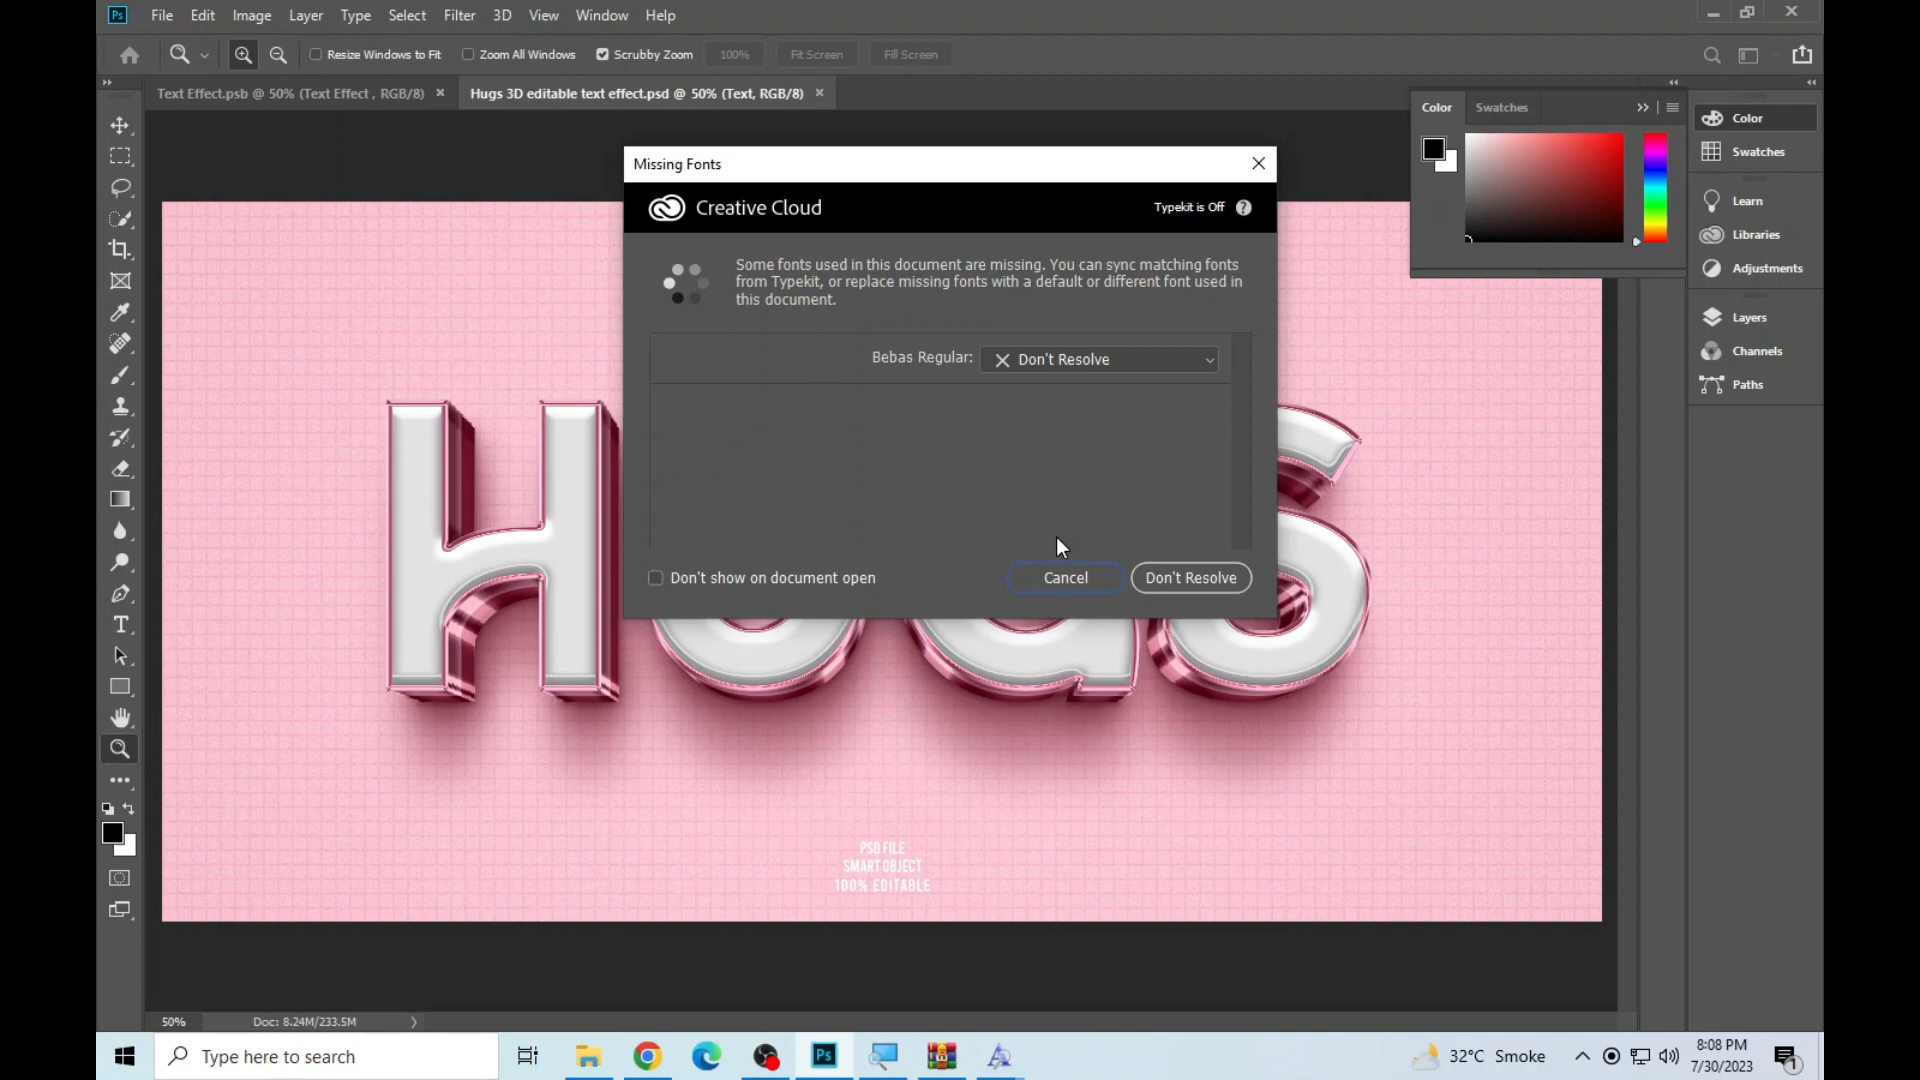 Ps File Edit Image Layer Type Select Filter 3D View Window Help
Resize Windows to Fit Zoom All Windows Scrubby Zoom 100% Fit Screen Fill Screen
Text Effect.psb @ 50% (Text Effect , RGB/8) × Hugs 3D editable text effect.psd @ 50% (Text, RGB/8) ×
Color Swatches
Color
Swatches
Learn
Libraries
Adjustments
Layers
Channels
Paths
Missing Fonts
Creative Cloud Typekit is Off ?
Some fonts used in this document are missing. You can sync matching fonts
from Typekit, or replace missing fonts with a default or different font used in
this document.
Bebas Regular: Don't Resolve
Don't show on document open Cancel Don't Resolve
HuGS
PSD FILE
SMART OBJECT
100% EDITABLE
50% Doc: 8.24M/233.5M
Type here to search
Ps
32°C Smoke
8:08 PM
7/30/2023
1